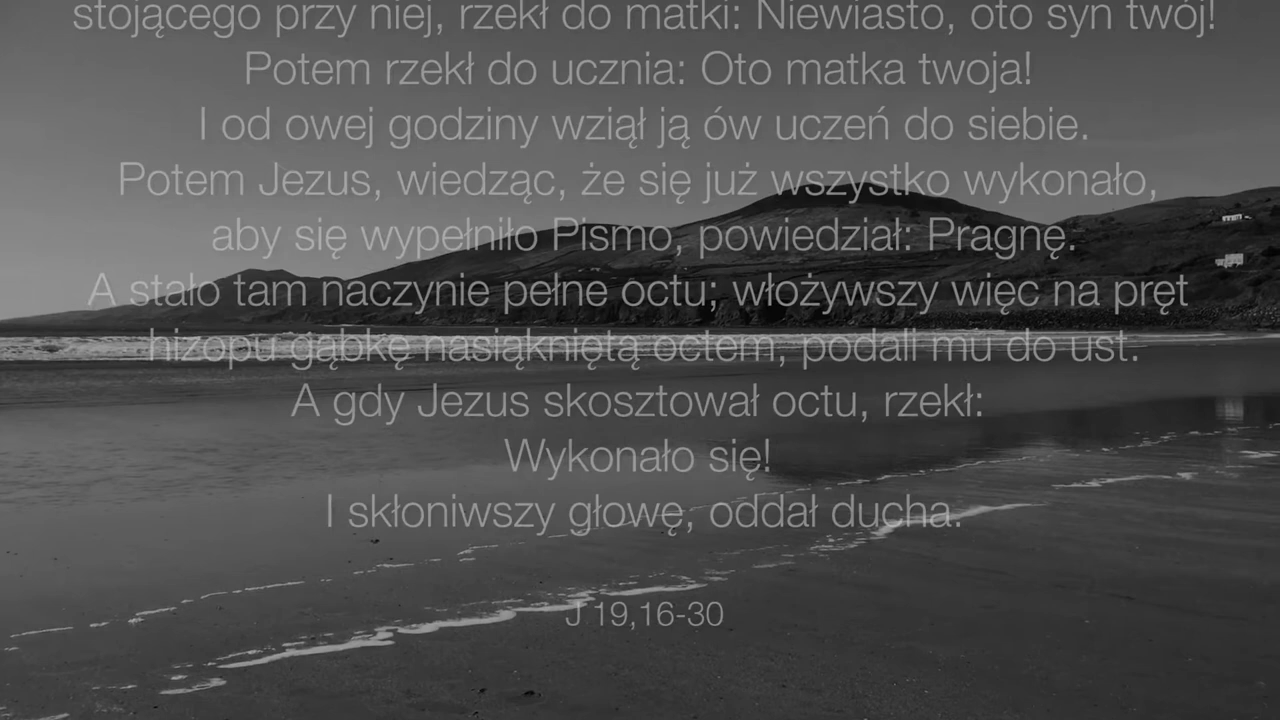 stojącego przy niej, rzekł do matki: Niewiasto, oto syn twój!
Potem rzekł do ucznia: Oto matka twoja!
I od owej godziny wziął ją ów uczeń do siebie.
Potem Jezus, wiedząc, że się już wszystko wykonało,
aby się wypełniło Pismo, powiedział: Pragnę.
A stało tam naczynie pełne octu; włożywszy więc na pręt
hizopu gąbkę nasiąkniętą octem, podali mu do ust.
A gdy Jezus skosztował octu, rzekł:
Wykonało się!
I skłoniwszy głowę, oddał ducha.
J 19,16-30